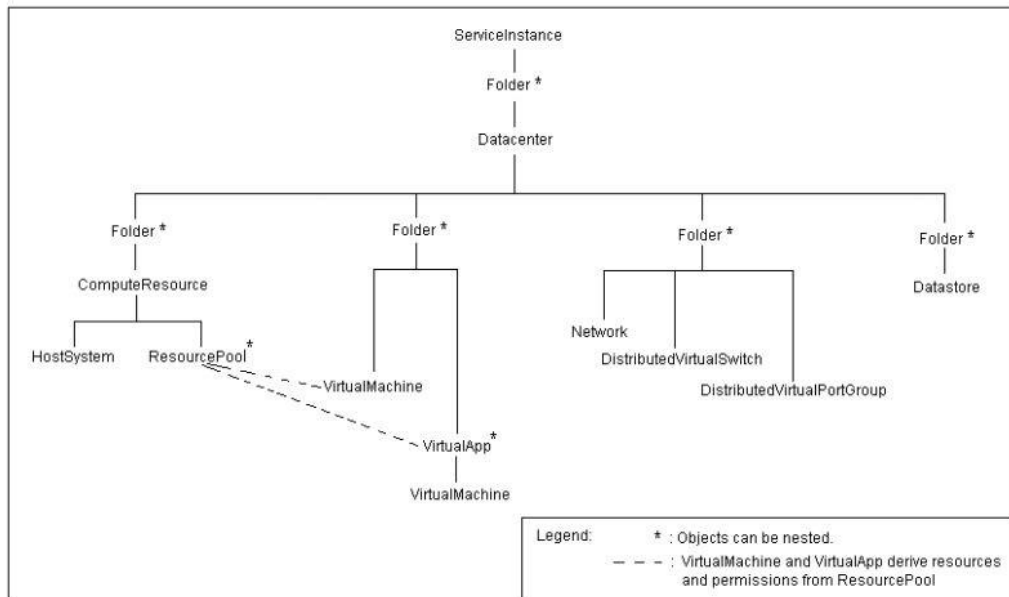 ServiceInstance
Folder *
Datacenter
Folder *
Folder *
Folder *
Folder *
ComputeResource
Datastore
Network
HostSystem
ResourcePool *
DistributedVirtualSwitch
VirtualMachine
DistributedVirtualPortGroup
VirtualApp *
VirtualMachine
Legend: * : Objects can be nested.
: VirtualMachine and VirtualApp derive resources
and permissions from ResourcePool